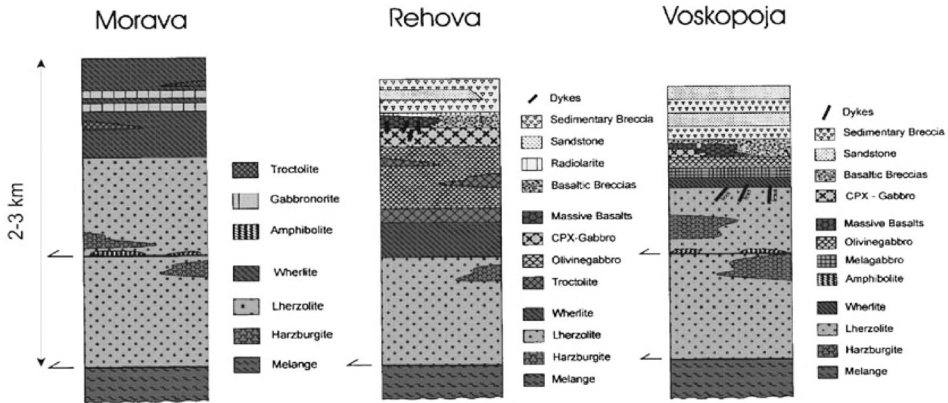 Morava
Rehova
Voskopoja
2-3 km
Troctolite
Gabbronorite
Amphibolite
Wherlite
Lherzolite
Harzburgite
Melange
Dykes
Sedimentary Breccia
Sandstone
Radiolarite
Basaltic Breccias
Massive Basalts
CPX-Gabbro
Olivinegabbro
Troctolite
Wherlite
Lherzolite
Harzburgite
Melange
Dykes
Sedimentary Breccia
Sandstone
Basaltic Breccias
CPX - Gabbro
Massive Basalts
Olivinegabbro
Melagabbro
Amphibolite
Wherlite
Lherzolite
Harzburgite
Melange